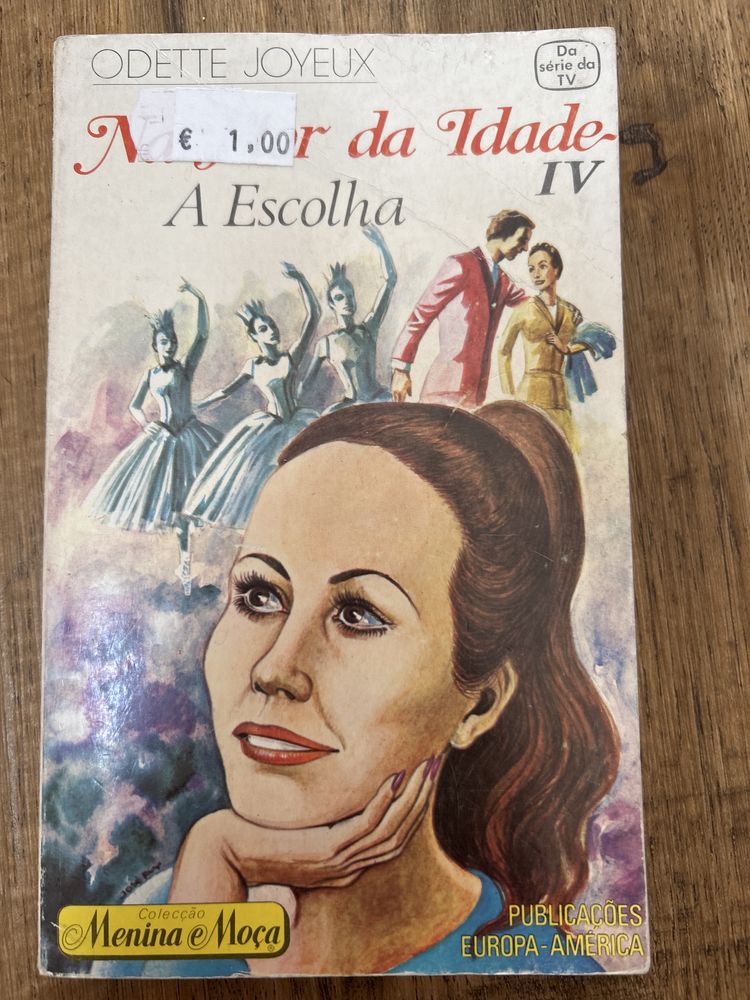 ODETTE JOYEUX
Da
série da
TV
€ 1,00
da Idade-
IV
A Escolha
Colecção
Menina e Moça
®
PUBLICAÇÕES
EUROPA-AMÉRICA